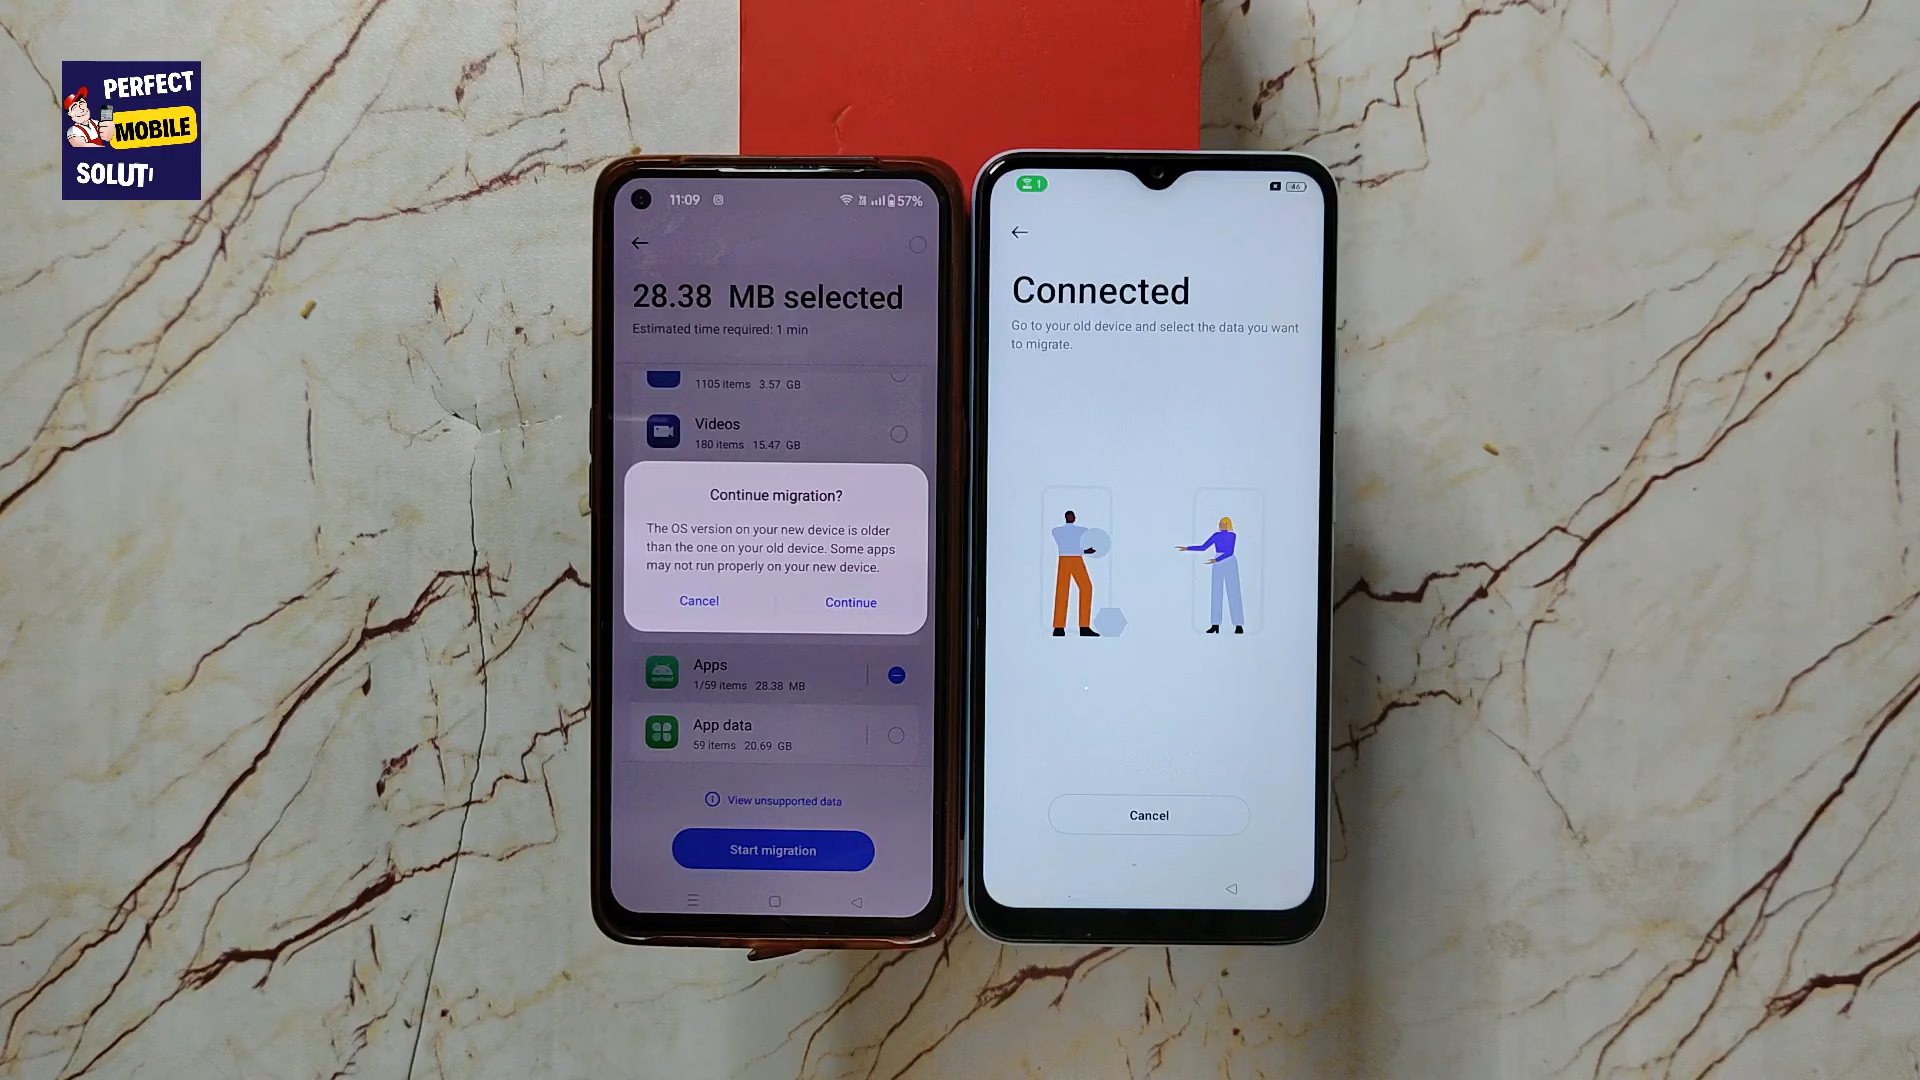 PERFECT
MOBILE
SOLUT
11:09
57%
28.38 MB selected
Estimated time required: 1 min
1105 items 3.57 GB
Videos
180 items 15.47 GB
Continue migration?
The OS version on your new device is older
than the one on your old device. Some apps
may not run properly on your new device.
Cancel
Continue
Apps
1/59 items 28.38 MB
android
App data
59 items 20.69 GB
View unsupported data
Start migration
1
46
Connected
Go to your old device and select the data you want
to migrate.
Cancel